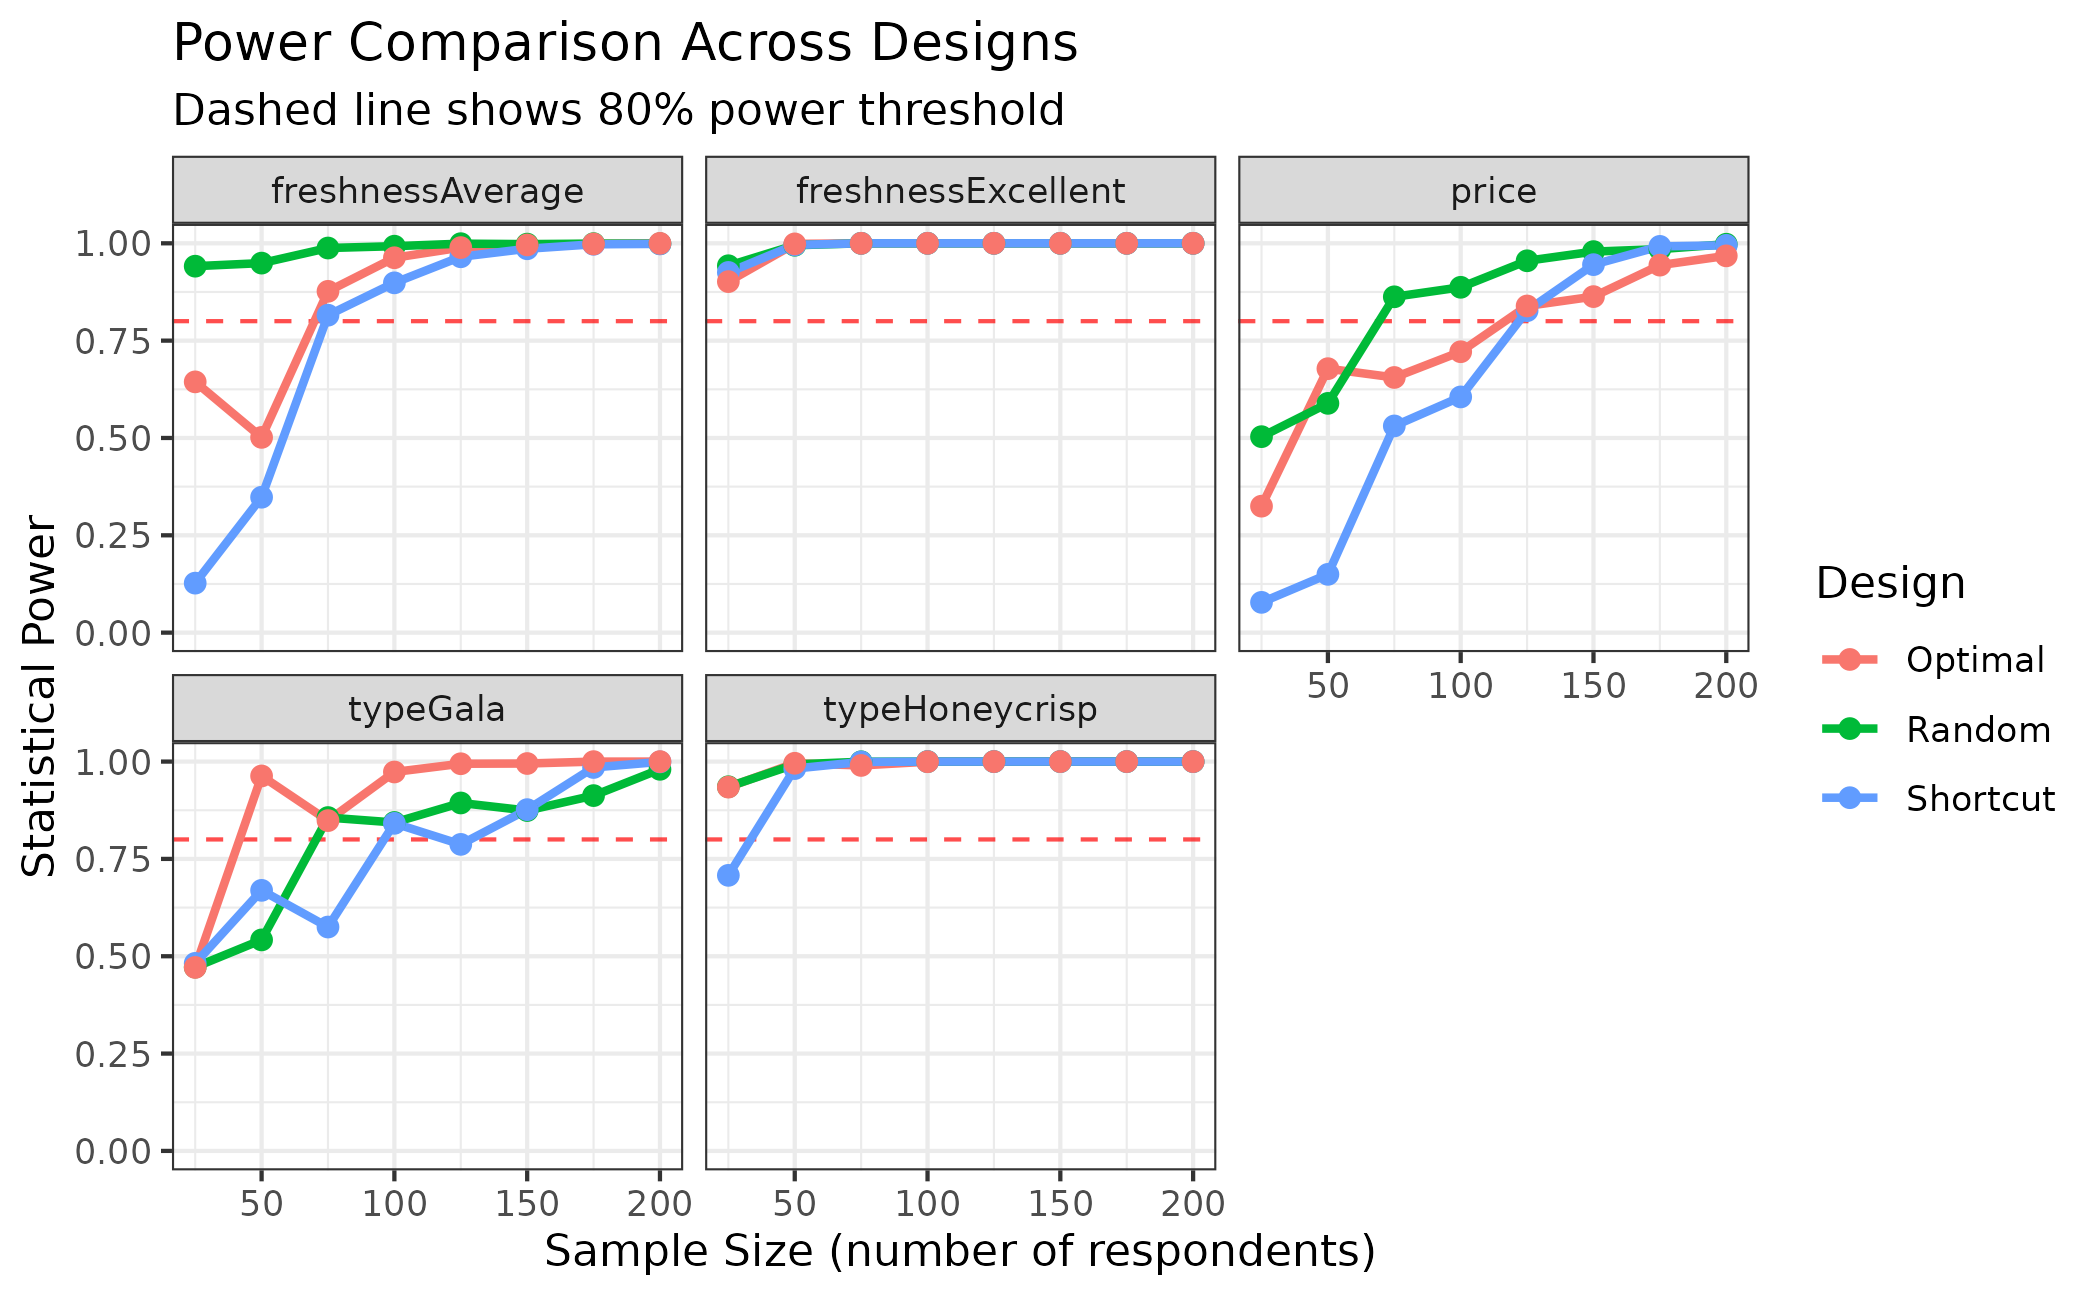 Power Comparison Across Designs
Dashed line shows 80% power threshold
freshnessAverage
freshnessExcellent
price
1.00
0.75
0.50
0.25
0.00
50 100 150 200
typeGala
typeHoneycrisp
1.00
0.75
0.50
0.25
0.00
50 100 150 200
50 100 150 200
Statistical Power
Sample Size (number of respondents)
Design
Optimal
Random
Shortcut